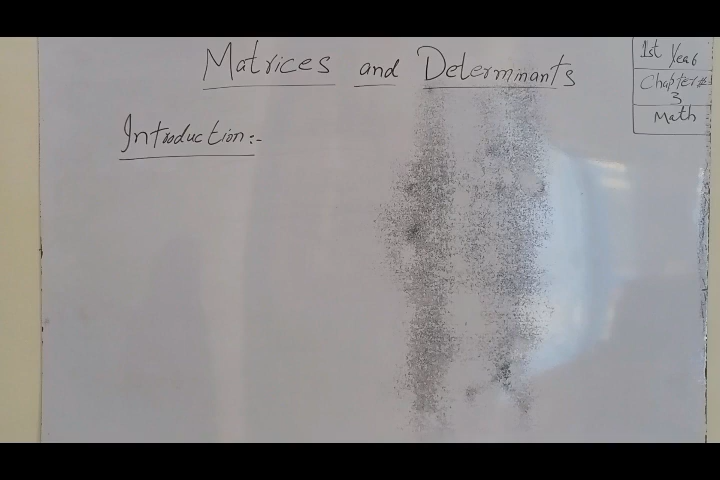 Matrices and Determinants
1st Year
Chapter #
3
Math
Introduction:-